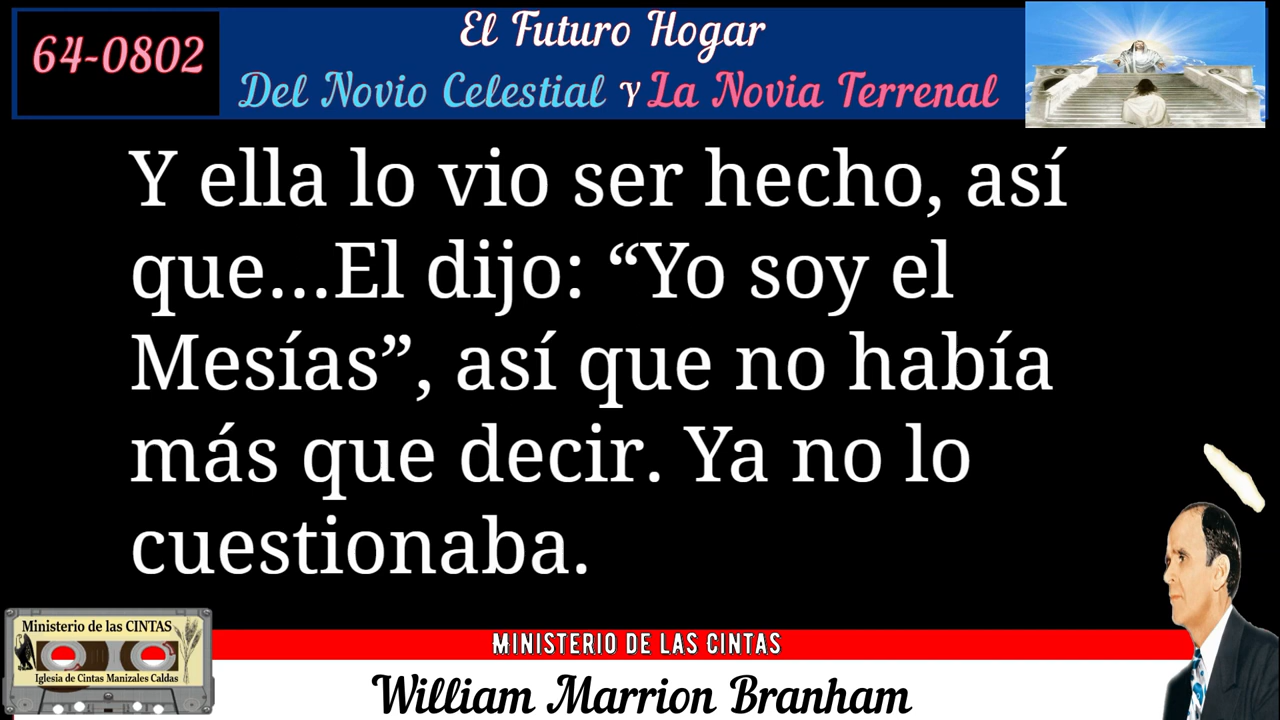 64-0802
El Futuro Hogar
Del Novio Celestial Y La Novia Terrenal
Y ella lo vio ser hecho, así
que...El dijo: “Yo soy el
Mesías”, así que no había
más que decir. Ya no lo
cuestionaba.
Ministerio de las CINTAS
Iglesia de Cintas Manizales Caldas
MINISTERIO DE LAS CINTAS
William Marrion Branham